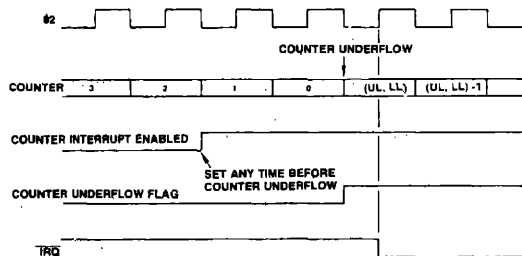 ø2
COUNTER UNDERFLOW
COUNTER 3 2 1 0 (UL, LL) (UL, LL) -1
COUNTER INTERRUPT ENABLED
SET ANY TIME BEFORE
COUNTER UNDERFLOW
COUNTER UNDERFLOW FLAG
IRQ